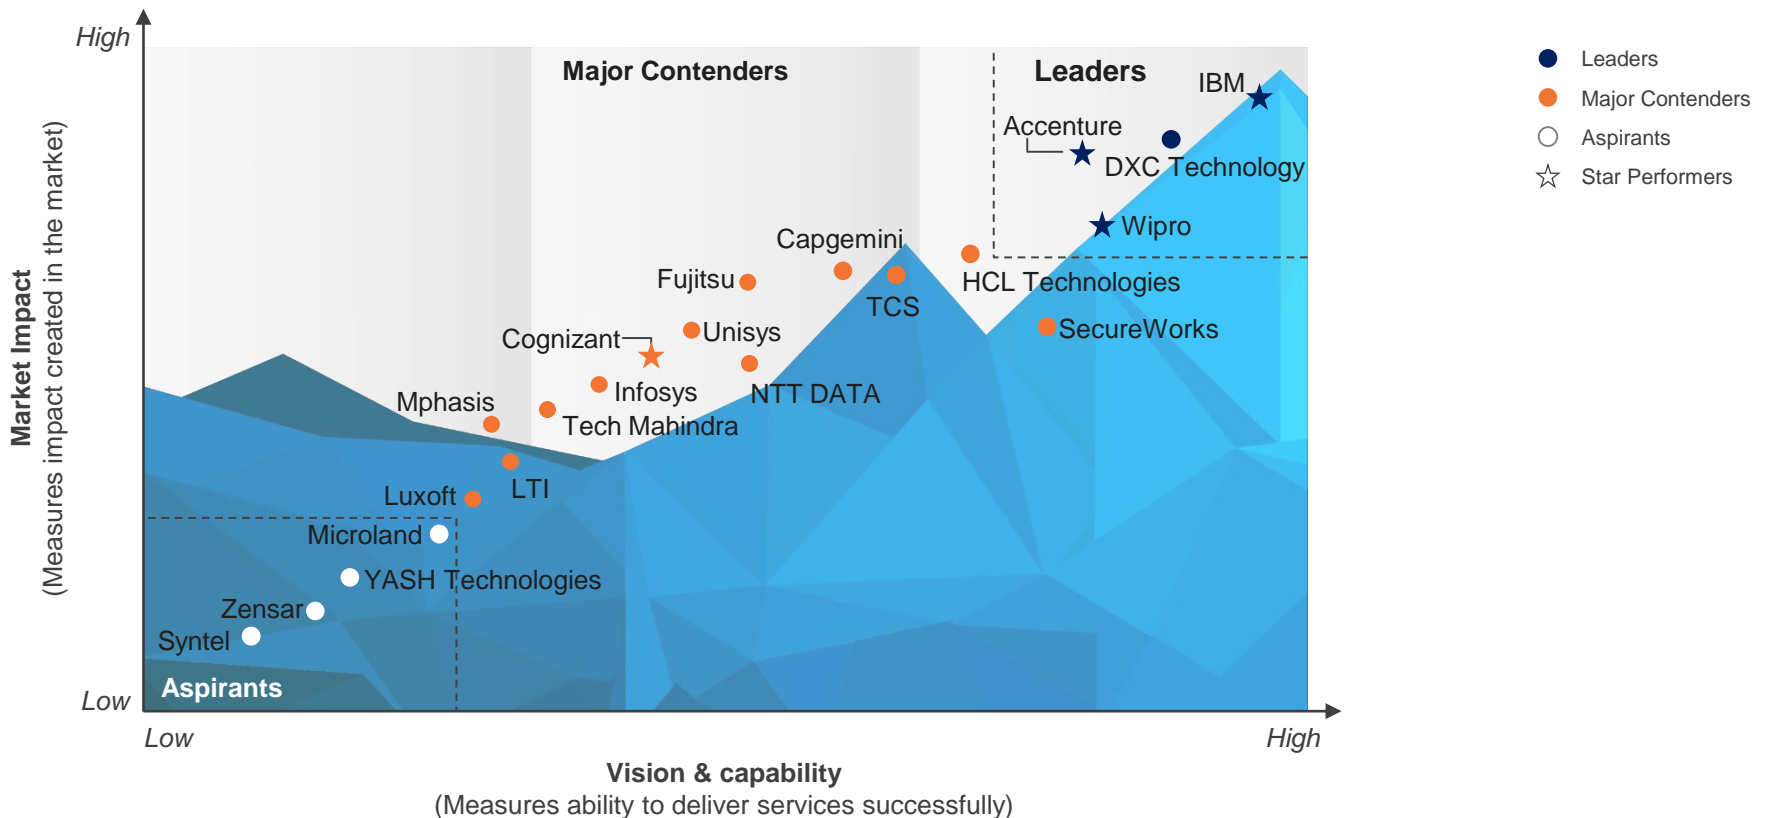 High
Major Contenders
Leaders
IBM
Accenture
DXC Technology
Wipro
Capgemini
Fujitsu
HCL Technologies
TCS
Cognizant
Unisys
SecureWorks
Infosys
NTT DATA
Mphasis
Tech Mahindra
LTI
Luxoft
Microland
YASH Technologies
Zensar
Syntel
Aspirants
Low
Market Impact
(Measures impact created in the market)
Low
High
Vision & capability
(Measures ability to deliver services successfully)
Leaders
Major Contenders
Aspirants
Star Performers